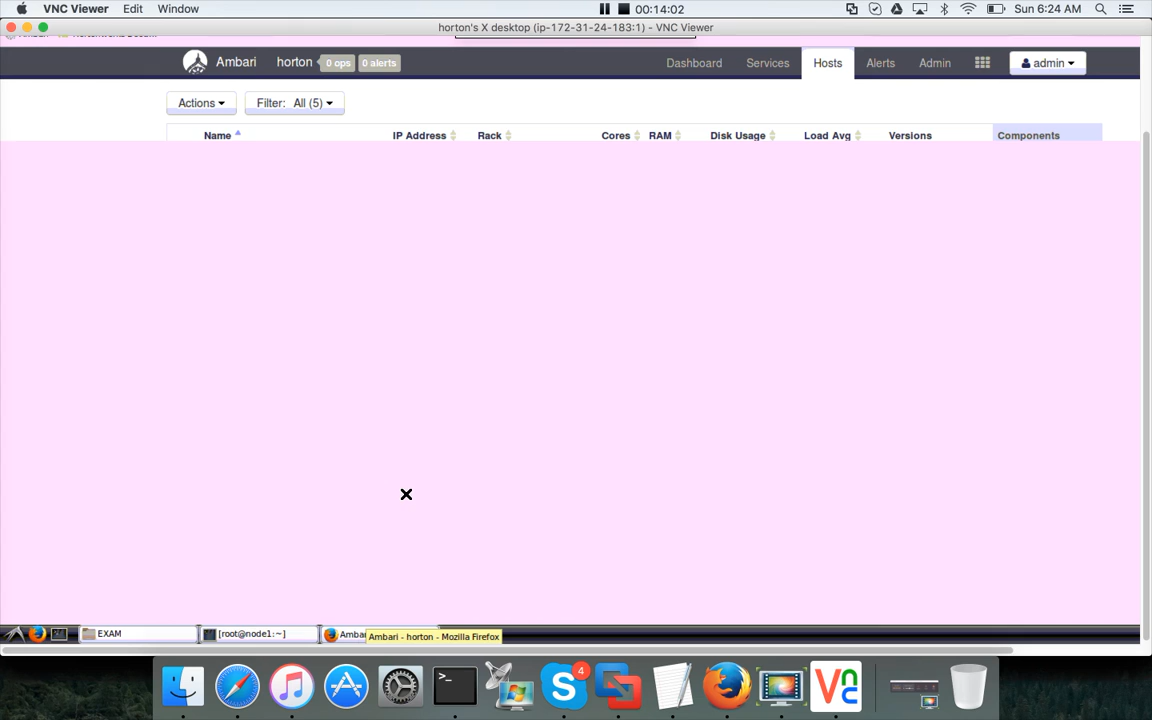 VNC Viewer Edit Window 00:14:02 Sun 6:24 AM
horton's X desktop (ip-172-31-24-183:1) - VNC Viewer
Ambari horton 0 ops 0 alerts Dashboard Services Hosts Alerts Admin admin
Actions Filter: All (5)
Name IP Address Rack Cores RAM Disk Usage Load Avg Versions Components
EXAM [root@node1:~] Amba Ambari - horton - Mozilla Firefox
>_ S 4 VNC